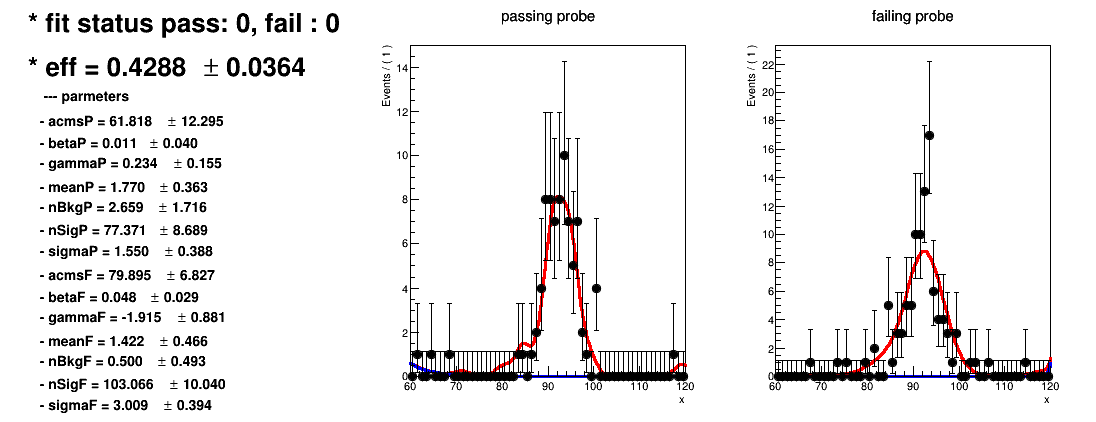 * fit status pass: 0, fail : 0
* eff = 0.4288 ± 0.0364
--- parmeters
- acmsP = 61.818 ± 12.295
- betaP = 0.011 ± 0.040
- gammaP = 0.234 ± 0.155
- meanP = 1.770 ± 0.363
- nBkgP = 2.659 ± 1.716
- nSigP = 77.371 ± 8.689
- sigmaP = 1.550 ± 0.388
- acmsF = 79.895 ± 6.827
- betaF = 0.048 ± 0.029
- gammaF = -1.915 ± 0.881
- meanF = 1.422 ± 0.466
- nBkgF = 0.500 ± 0.493
- nSigF = 103.066 ± 10.040
- sigmaF = 3.009 ± 0.394
passing probe
Events / ( 1 )
14
12
10
8
6
4
2
0
60 70 80 90 100 110 120
x
failing probe
Events / ( 1 )
22
20
18
16
14
12
10
8
6
4
2
0
60 70 80 90 100 110 120
x